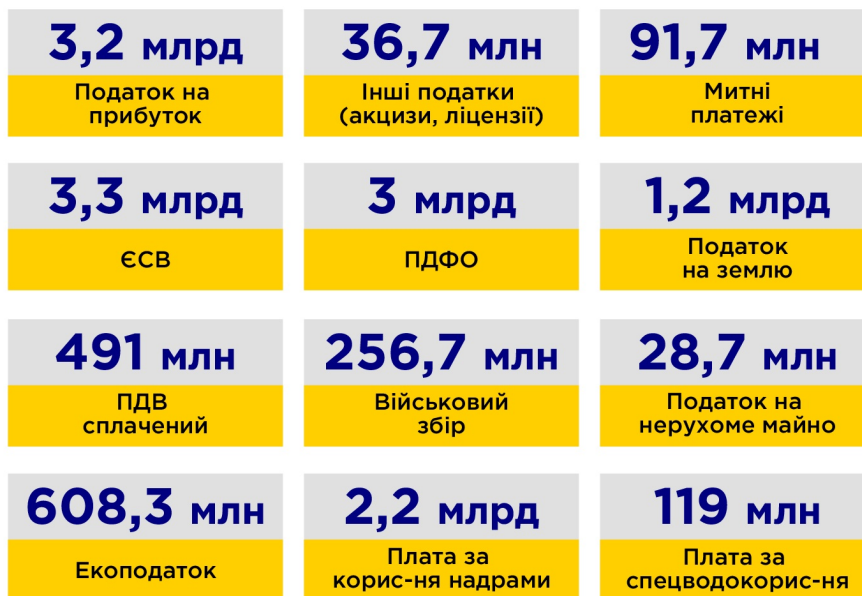 3,2 млрд
Податок на
прибуток
36,7 млн
Інші податки
(акцизи, ліцензії)
91,7 млн
Митні
платежі
3,3 млрд
ЄСВ
3 млрд
ПДФО
1,2 млрд
Податок
на землю
491 млн
ПДВ
сплачений
256,7 млн
Військовий
збір
28,7 млн
Податок на
нерухоме майно
608,3 млн
Екоподаток
2,2 млрд
Плата за
корис-ня надрами
119 млн
Плата за
спецводокорис-ня